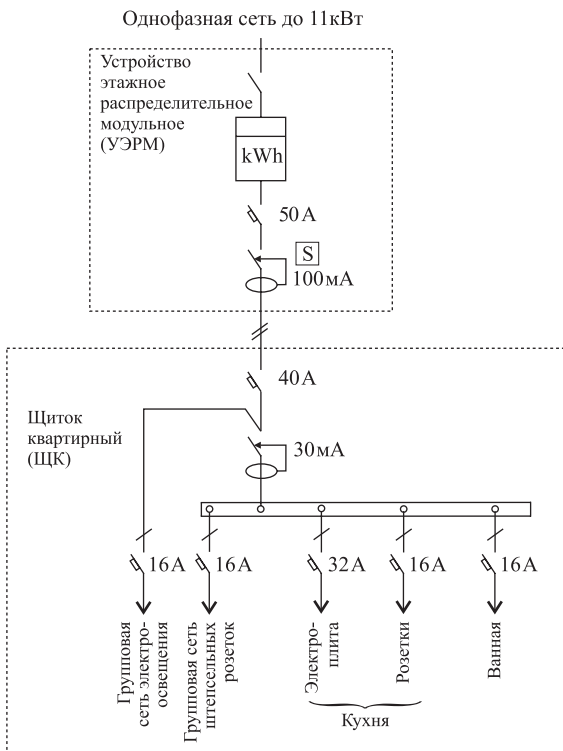 Однофазная сеть до 11кВт
Устройство
этажное
распределительное
модульное
(УЭРМ)
kWh
50А
S
100мА
40А
Щиток
квартирный
(ЩК)
30мА
16А
16А
32А
16А
16А
Групповая
сеть электро-
освещения
Групповая сеть
штепсельных
розеток
Электро-
плита
Розетки
Ванная
Кухня